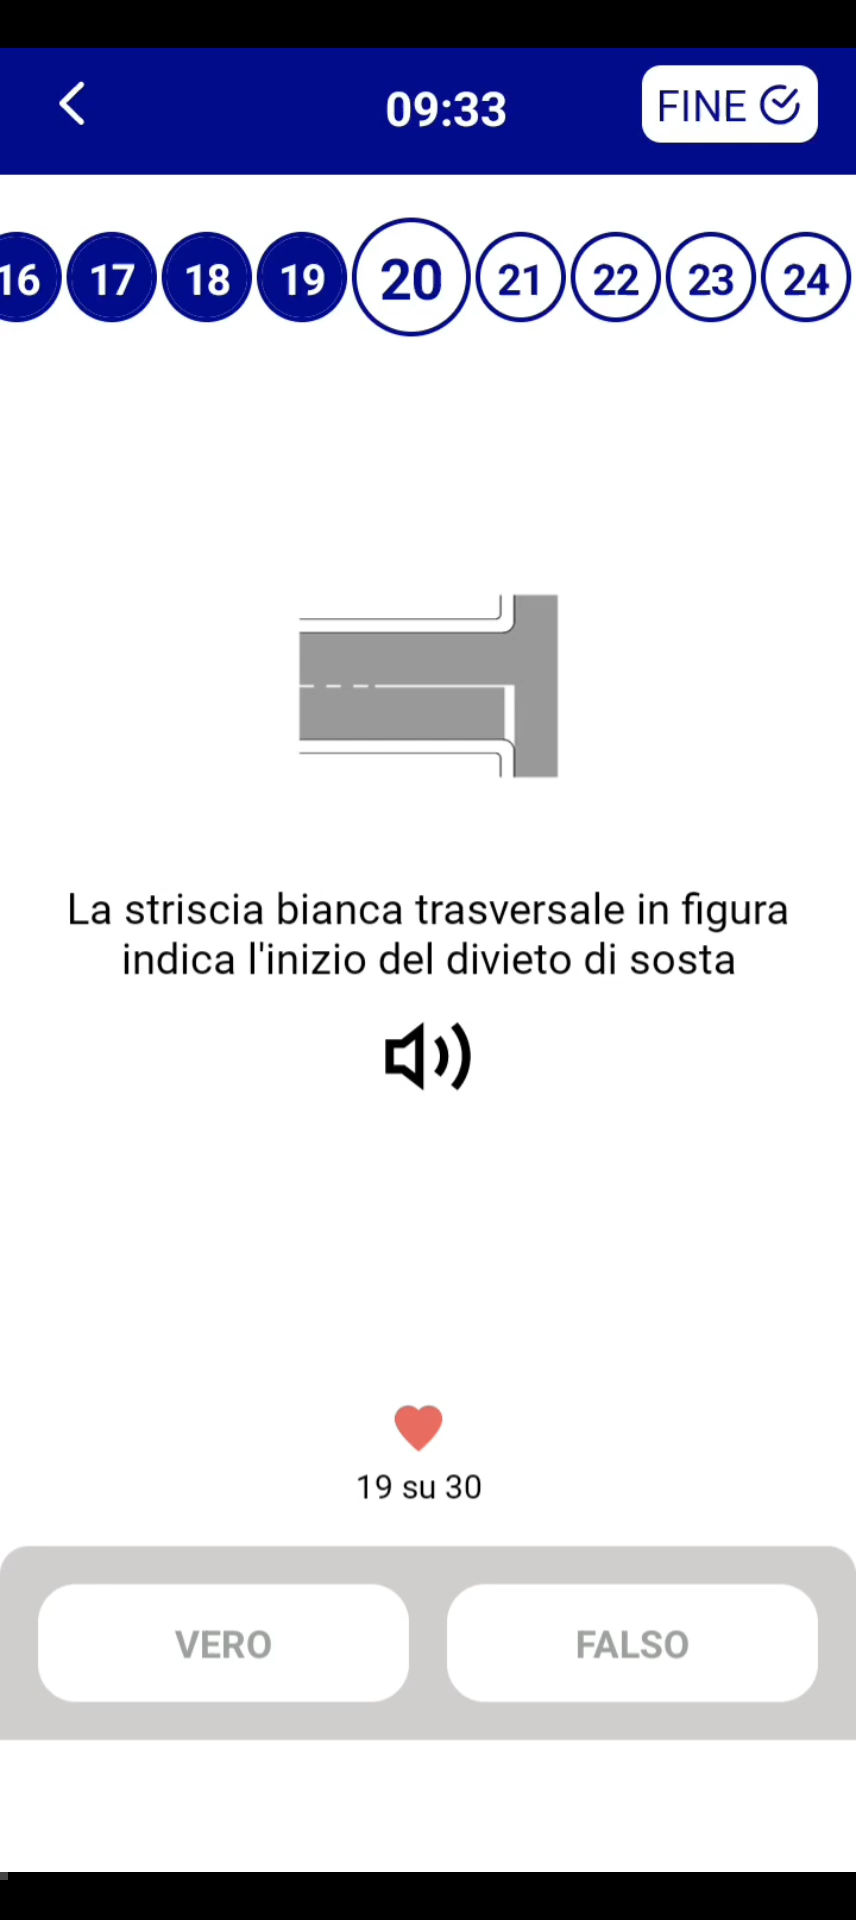 09:33
FINE
16 17 18 19 20 21 22 23 24
La striscia bianca trasversale in figura
indica l'inizio del divieto di sosta
19 su 30
VERO
FALSO